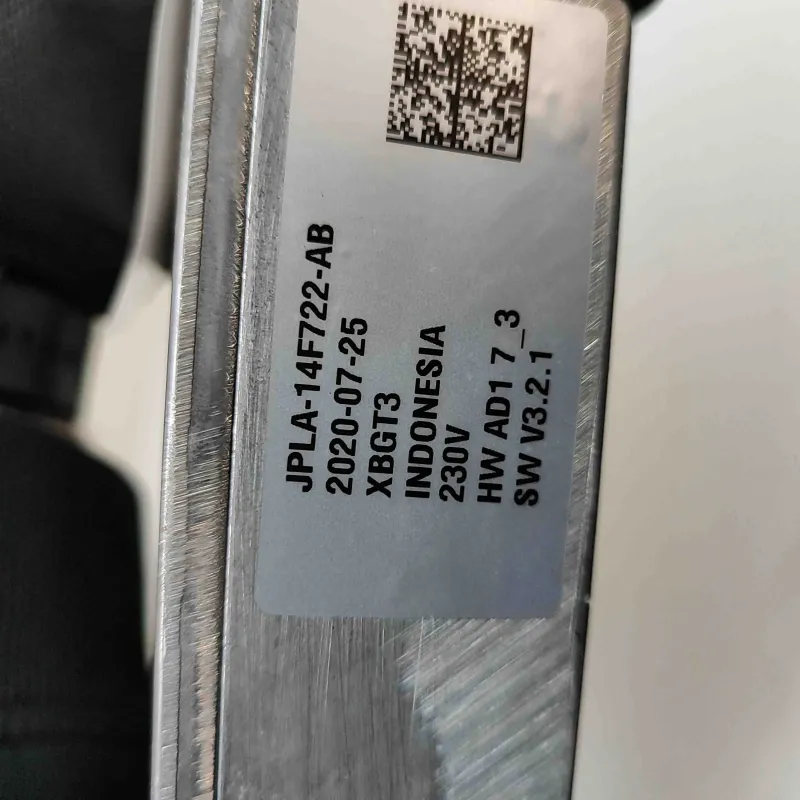 JPLA-14F722-AB
2020-07-25
XBGT3
INDONESIA
230V
HW AD1 7_3
SW V3.2.1